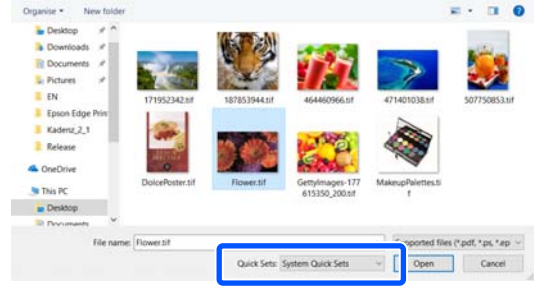 Organise
New folder
Desktop
Downloads
Documents
Pictures
EN
Epson Edge Prin
Kadenz_2_1
Release
OneDrive
This PC
Desktop
Documents
171952342.tif
187853944.tif
464460966.tif
471401038.tif
507750853.tif
DolcePoster.tif
Flower.tif
GettyImages-177
615350_200.tif
MakeupPalettes.ti
f
File name: Flower.tif
Supported files (*.pdf, *.ps, *.ep
Quick Sets: System Quick Sets
Open
Cancel